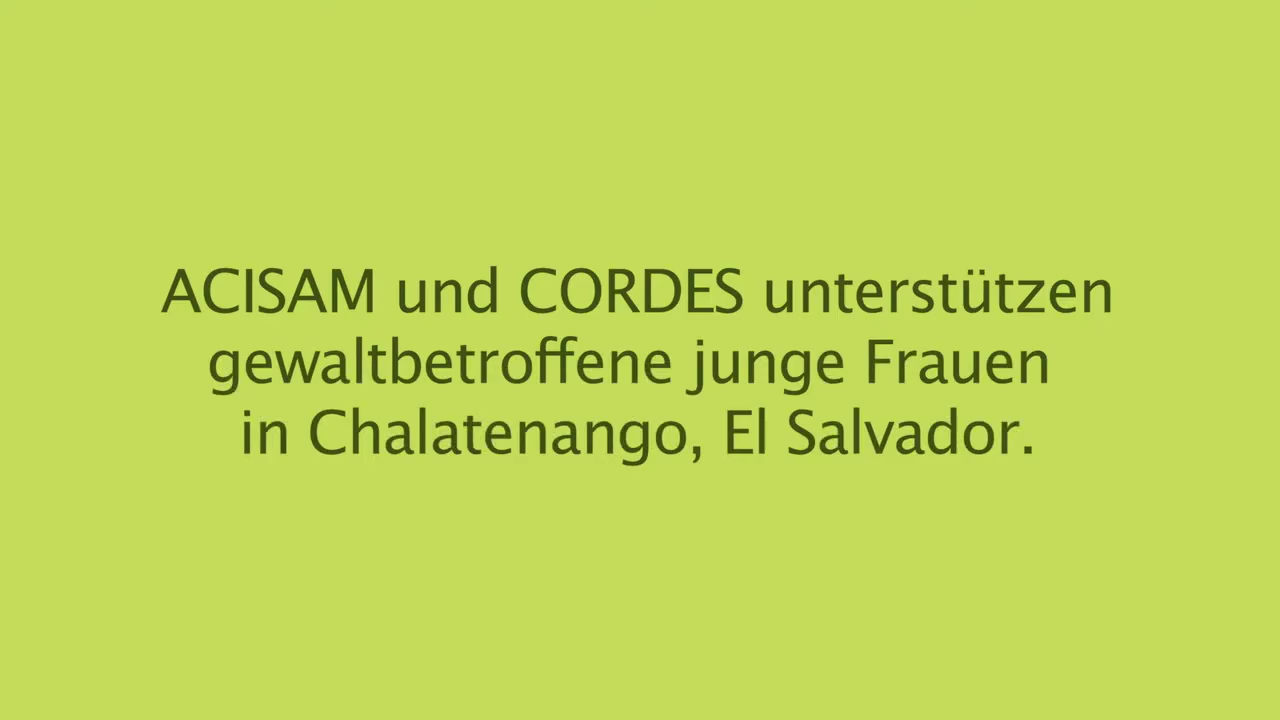 ACISAM und CORDES unterstützen
gewaltbetroffene junge Frauen
in Chalatenango, El Salvador.